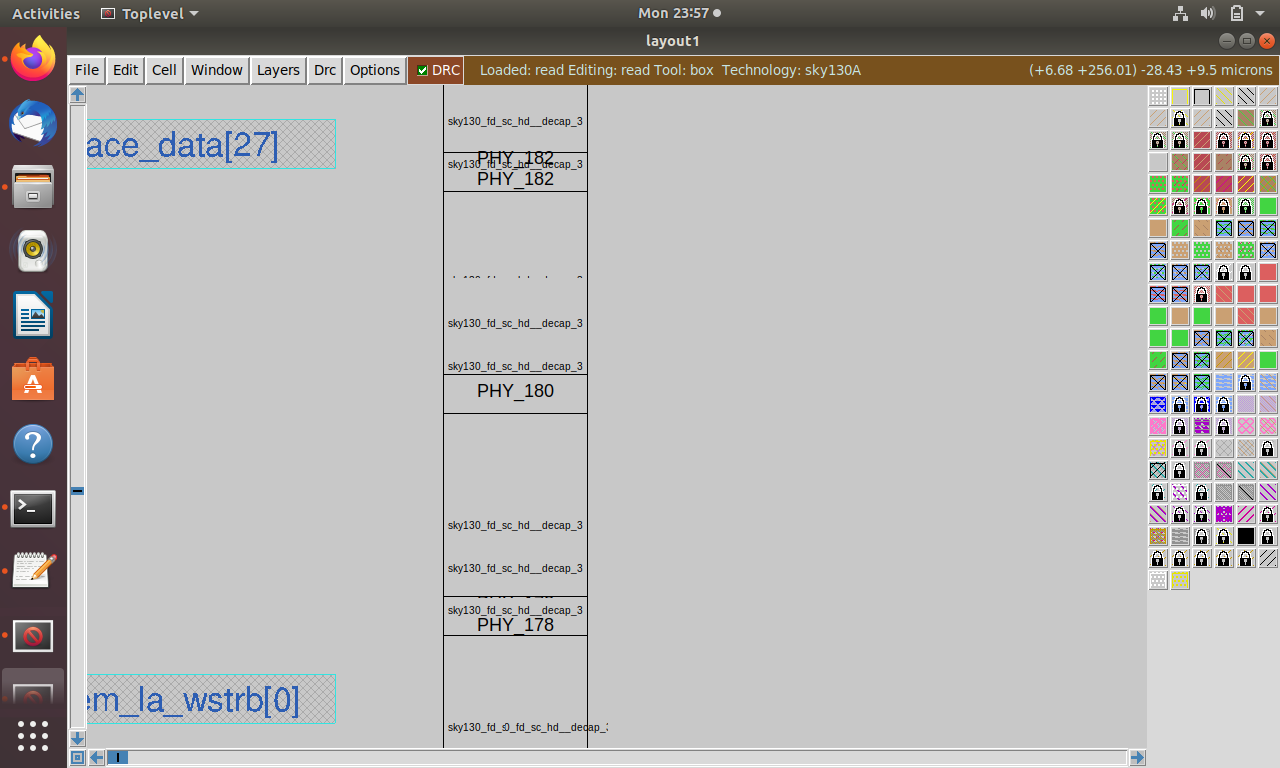 Activities
Toplevel
Mon 23:57
layout1
File
Edit
Cell
Window
Layers
Drc
Options
DRC
Loaded: read Editing: read Tool: box Technology: sky130A
(+6.68 +256.01) -28.43 +9.5 microns
sky130_fd_sc_hd__decap_3
ace_data[27]
PHY_182
sky130_fd_sc_hd__decap_3
PHY_182
sky130_fd_sc_hd__decap_3
sky130_fd_sc_hd__decap_3
PHY_180
sky130_fd_sc_hd__decap_3
sky130_fd_sc_hd__decap_3
sky130_fd_sc_hd__decap_3
PHY_178
em_la_wstrb[0]